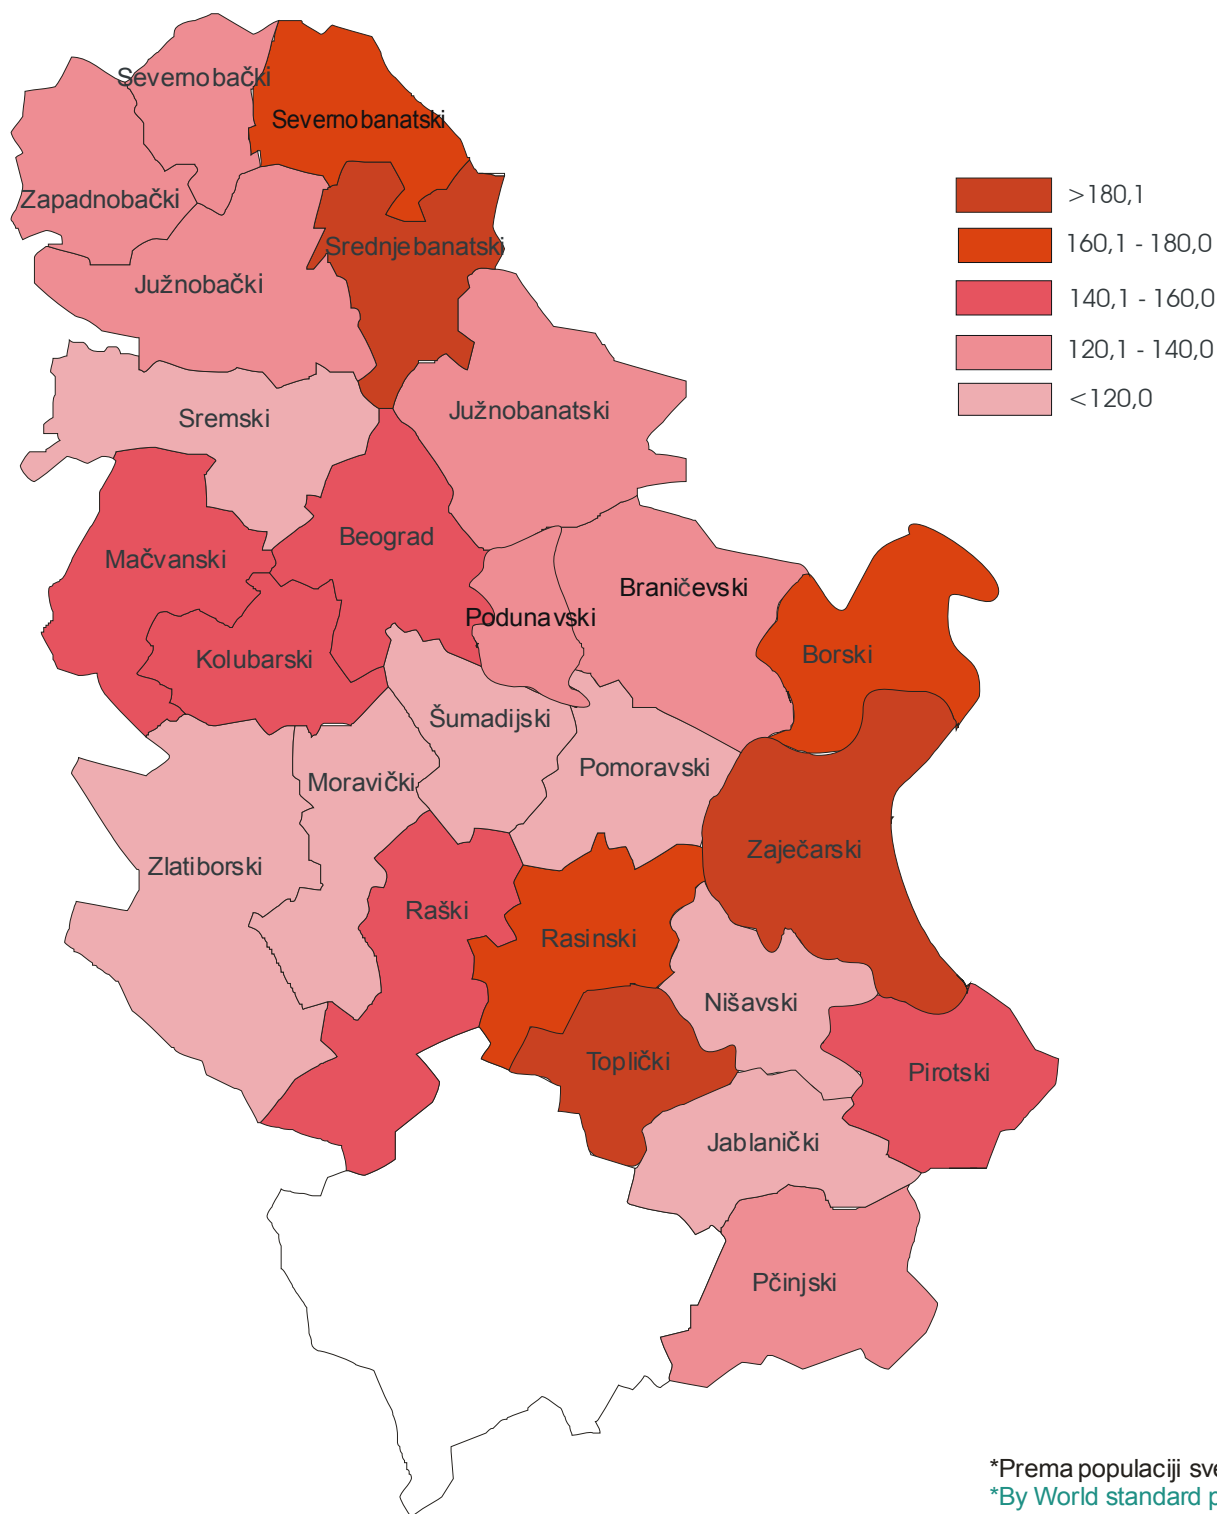 Severnobački
Severnobanatski
Zapadnobački
Srednjebanatski
Južnobački
>180,1
160,1 - 180,0
140,1 - 160,0
120,1 - 140,0
<120,0
Sremski
Južnobanatski
Beograd
Mačvanski
Braničevski
Podunavski
Kolubarski
Borski
Šumadijski
Pomoravski
Moravički
Zaječarski
Zlatiborski
Raški
Rasinski
Nišavski
Toplički
Pirotski
Jablanički
Pčinjski
*Prema populaciji sve
*By World standard p